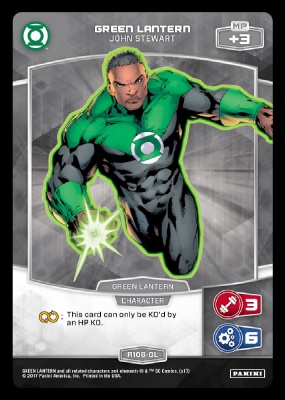 GREEN LANTERN
JOHN STEWART
MP
+3
GREEN LANTERN
CHARACTER
: This card can only be KO'd by
an HP KO.
3
6
A106-GL
GREEN LANTERN and all related characters and elements © & ™ DC Comics. (s17)
© 2017 Panini America, Inc. Printed in the USA.
PANINI